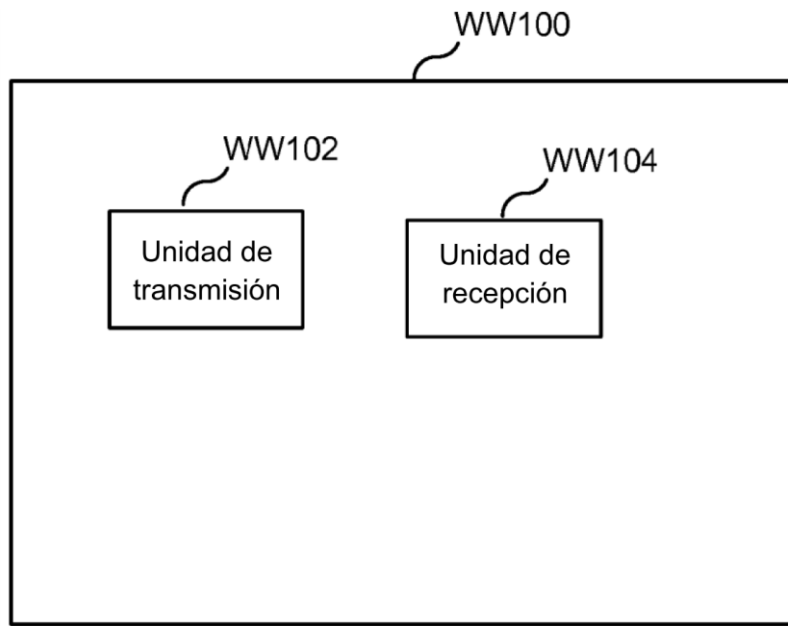 WW100
WW102
WW104
Unidad de
transmisión
Unidad de
recepción